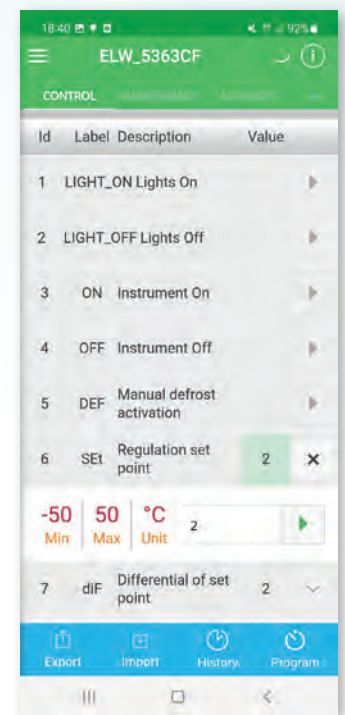 18:40 92%
ELW_5363CF
CONTROL MAINTENANCE ADVANCED
Id Label Description Value
1 LIGHT_ON Lights On
2 LIGHT_OFF Lights Off
3 ON Instrument On
4 OFF Instrument Off
5 DEF Manual defrost
activation
6 SEt Regulation set
point 2
-50 50 °C 2
Min Max Unit
7 diF Differential of set
point 2
Export Import History Program